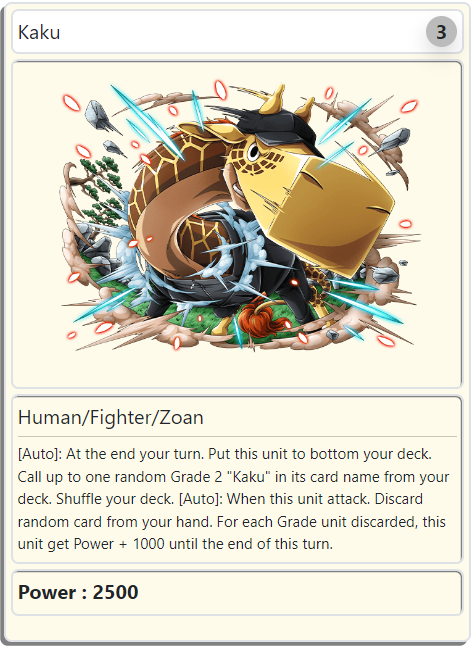 Kaku
3
Human/Fighter/Zoan
[Auto]: At the end your turn. Put this unit to bottom your deck.
Call up to one random Grade 2 "Kaku" in its card name from your
deck. Shuffle your deck. [Auto]: When this unit attack. Discard
random card from your hand. For each Grade unit discarded, this
unit get Power + 1000 until the end of this turn.
Power : 2500